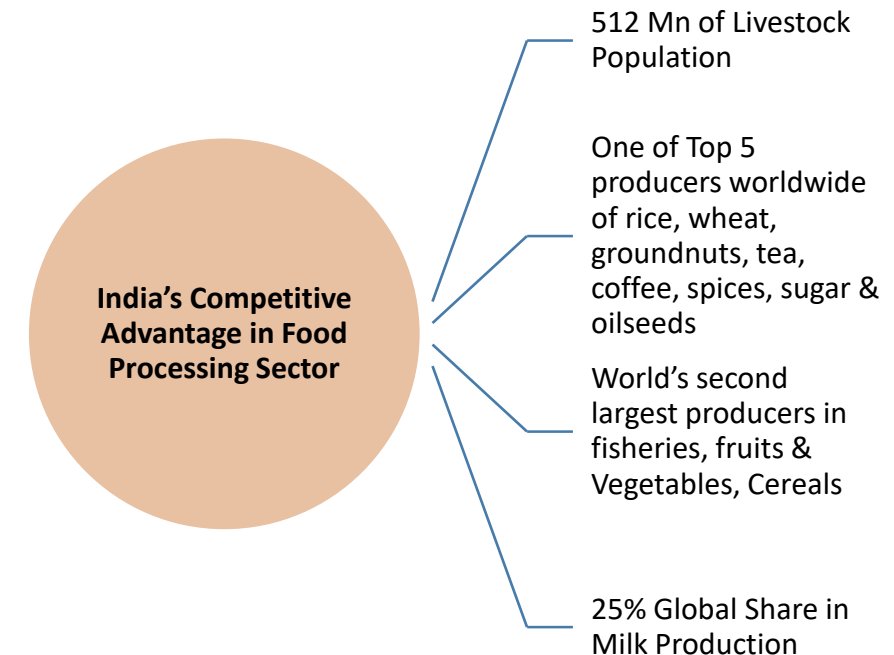 India’s Competitive
Advantage in Food
Processing Sector
512 Mn of Livestock
Population
One of Top 5
producers worldwide
of rice, wheat,
groundnuts, tea,
coffee, spices, sugar &
oilseeds
World’s second
largest producers in
fisheries, fruits &
Vegetables, Cereals
25% Global Share in
Milk Production